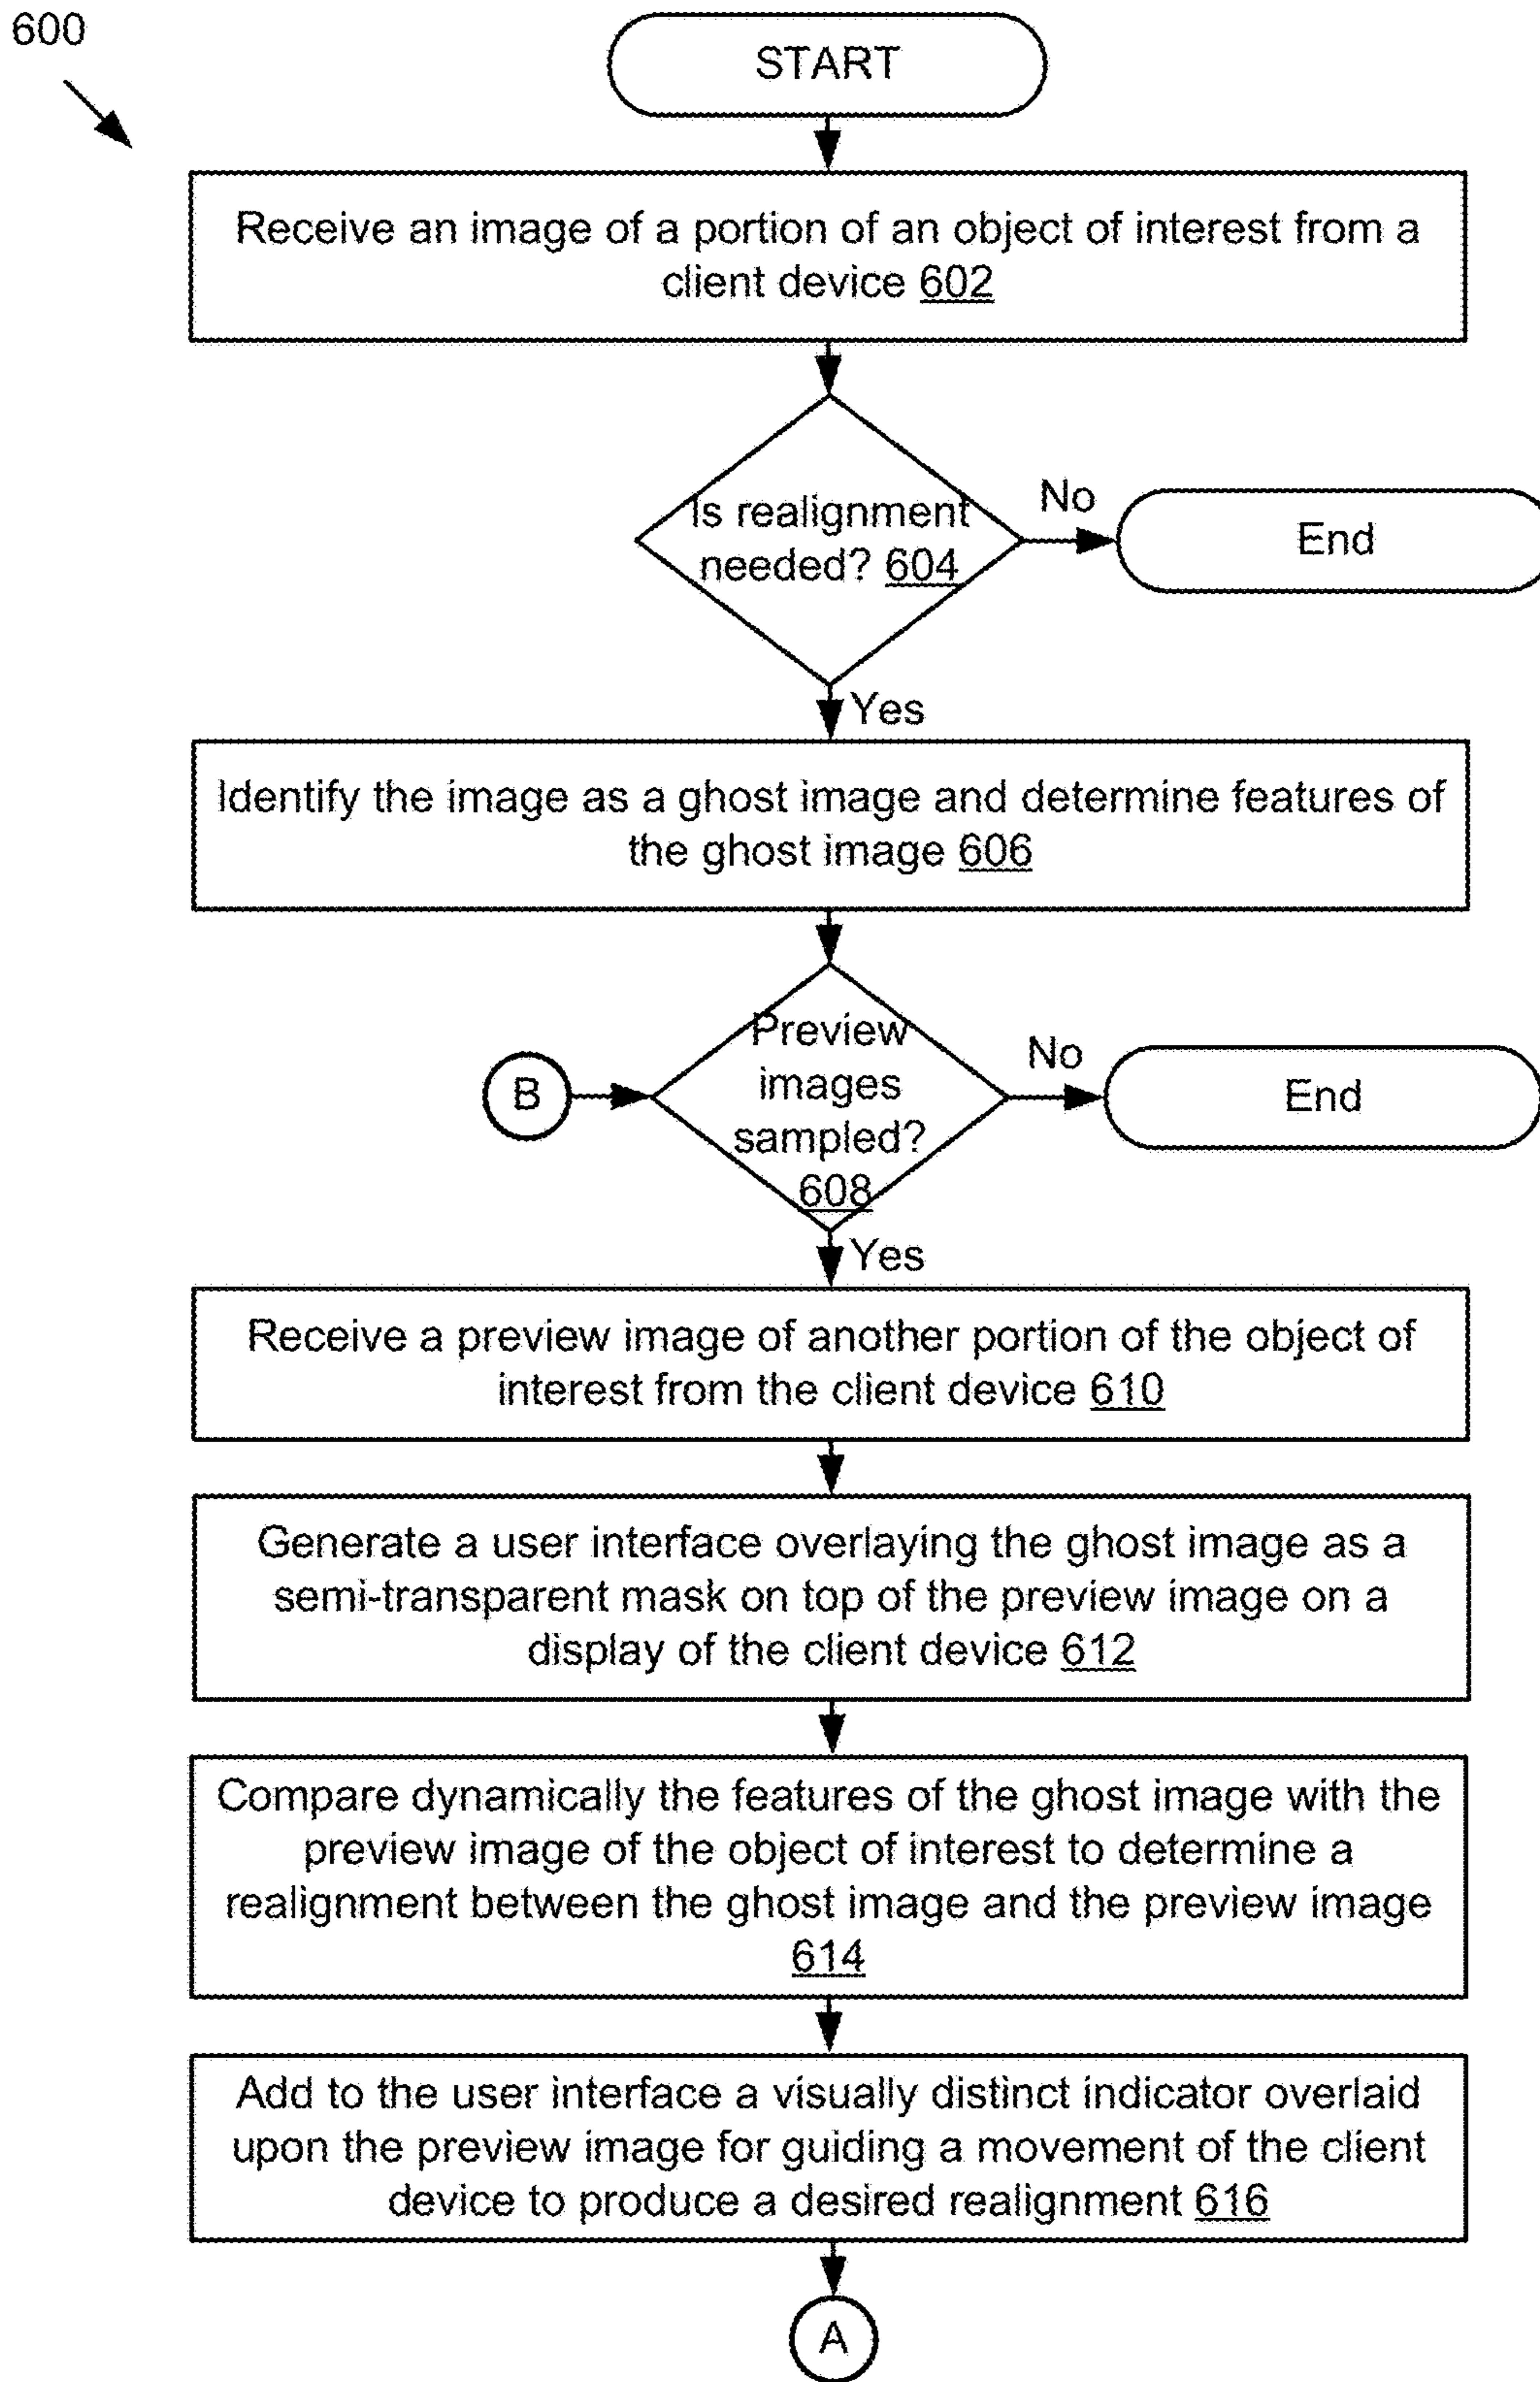 600
START
Receive an image of a portion of an object of interest from a
client device 602
Is realignment
needed? 604
No
End
Yes
Identify the image as a ghost image and determine features of
the ghost image 606
Preview
images
sampled?
608
B
No
End
Yes
Receive a preview image of another portion of the object of
interest from the client device 610
Generate a user interface overlaying the ghost image as a
semi-transparent mask on top of the preview image on a
display of the client device 612
Compare dynamically the features of the ghost image with the
preview image of the object of interest to determine a
realignment between the ghost image and the preview image
614
Add to the user interface a visually distinct indicator overlaid
upon the preview image for guiding a movement of the client
device to produce a desired realignment 616
A